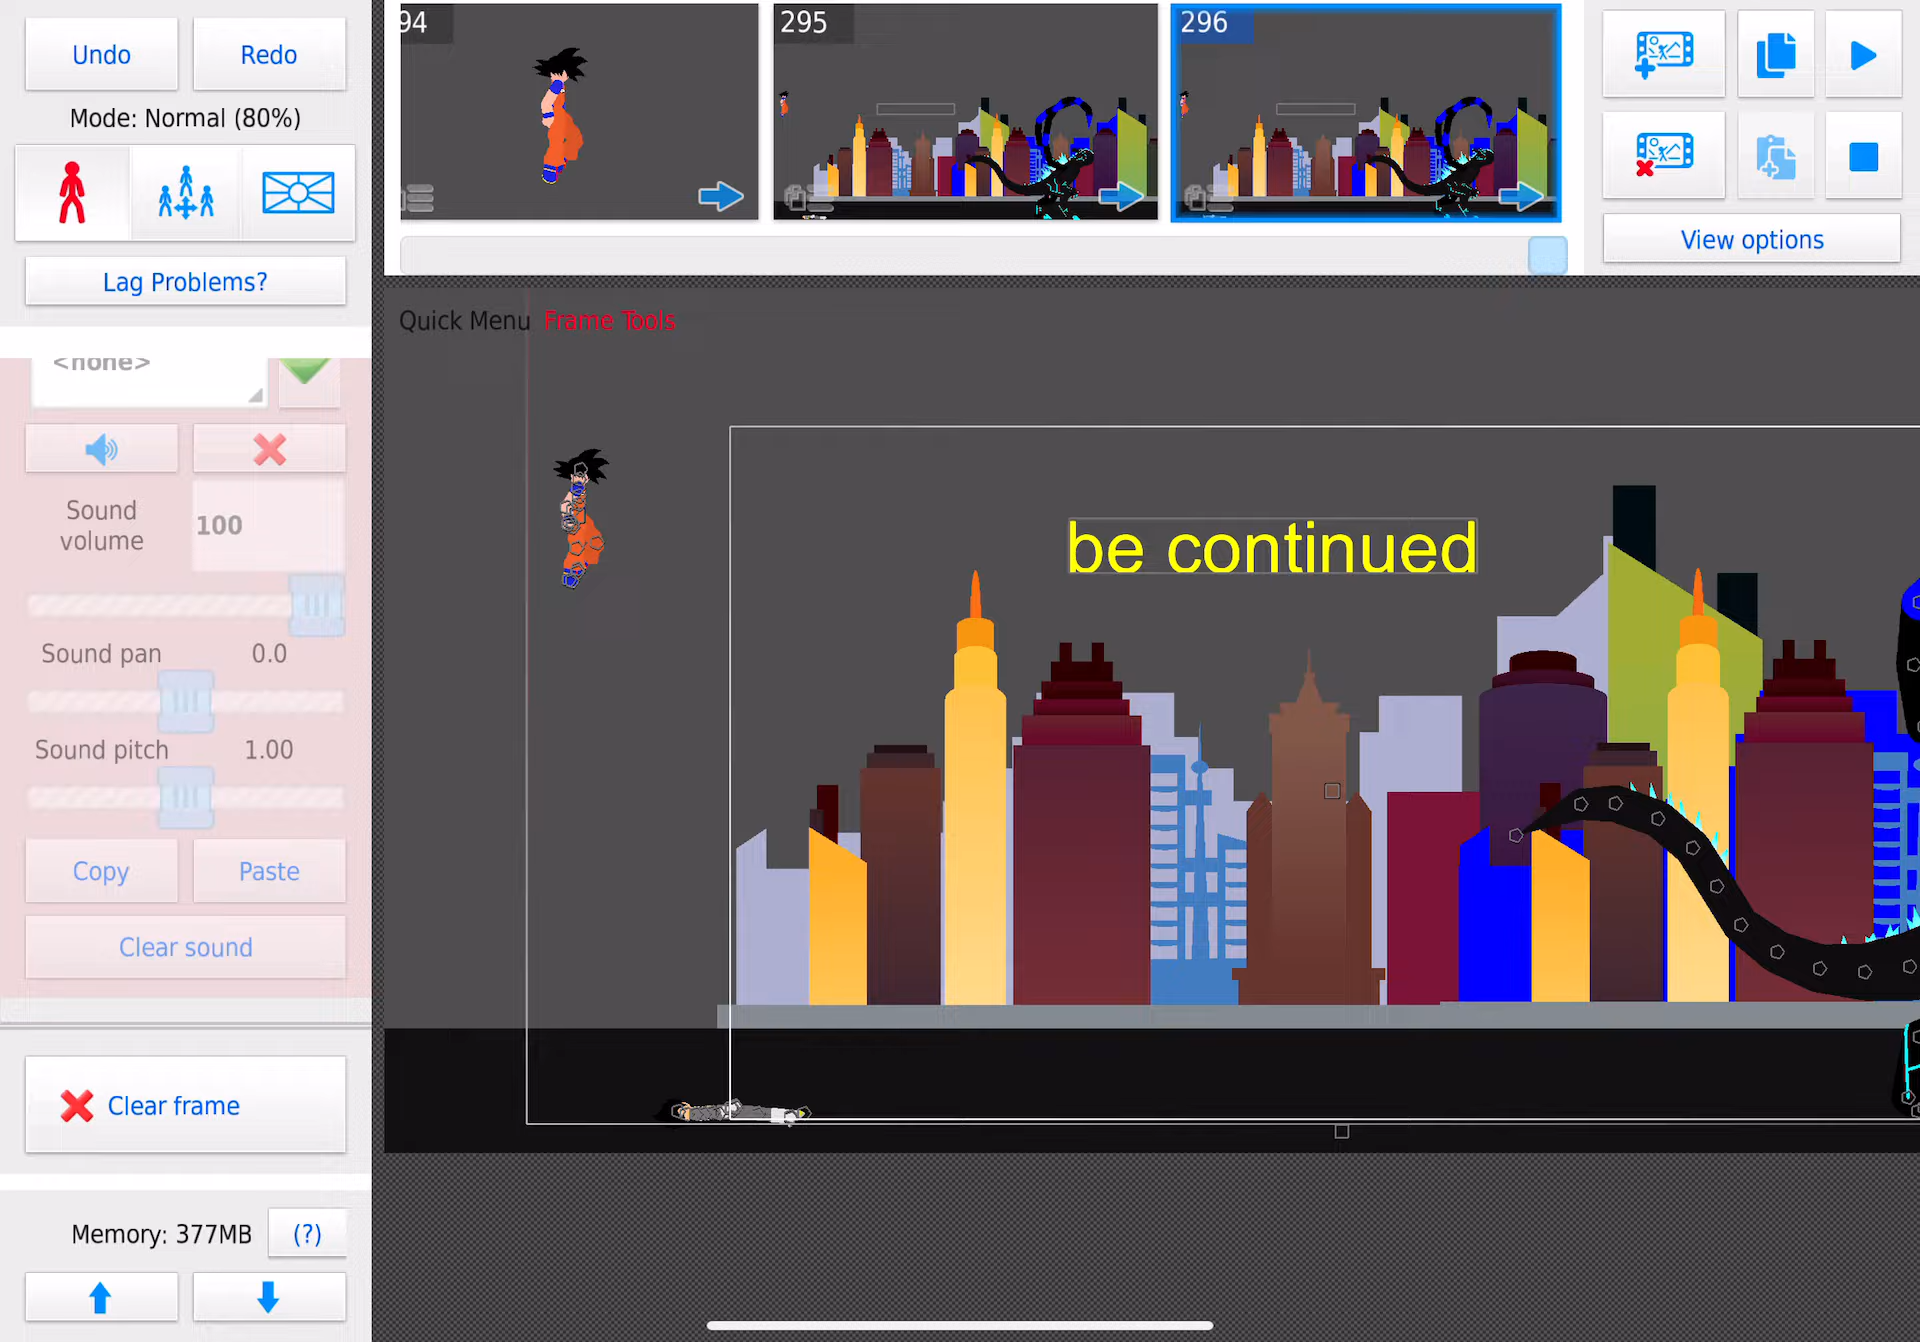 Undo
Redo
Mode: Normal (80%)
Lag Problems?
<none>
Sound volume
100
Sound pan
0.0
Sound pitch
1.00
Copy
Paste
Clear sound
Clear frame
Memory: 377MB
(?)
94
295
296
View options
Quick Menu
Frame Tools
be continued